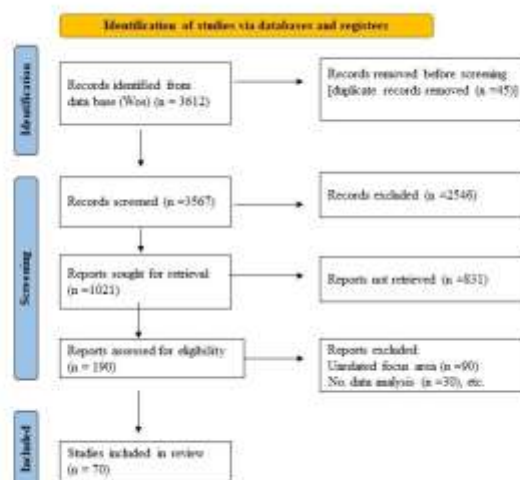 Identification of studies via databases and registers
Identification
Records identified from
data base (Wos) (n = 3612)
Records removed before screening
[duplicate records removed (n =45)]
Screening
Records screened (n =3567)
Records excluded (n =2546)
Reports sought for retrieval
(n =1021)
Reports not retrieved (n =831)
Reports assessed for eligibility
(n = 190)
Reports excluded:
Unrelated focus area (n =90)
No. data analysis (n =30), etc.
Included
Studies included in review
(n = 70)